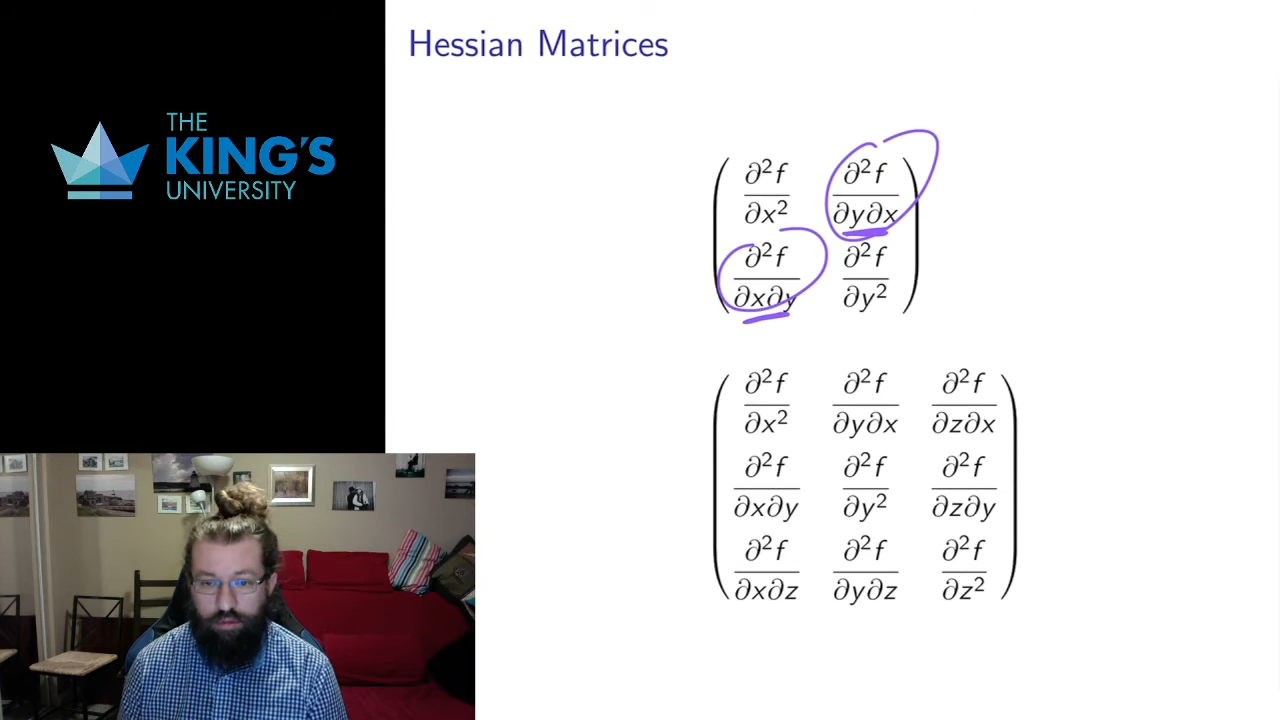 THE
KING'S
UNIVERSITY
Hessian Matrices
∂²f ∂²f
∂x² ∂y∂x
∂²f ∂²f
∂x∂y ∂y²
∂²f ∂²f ∂²f
∂x² ∂y∂x ∂z∂x
∂²f ∂²f ∂²f
∂x∂y ∂y² ∂z∂y
∂²f ∂²f ∂²f
∂x∂z ∂y∂z ∂z²